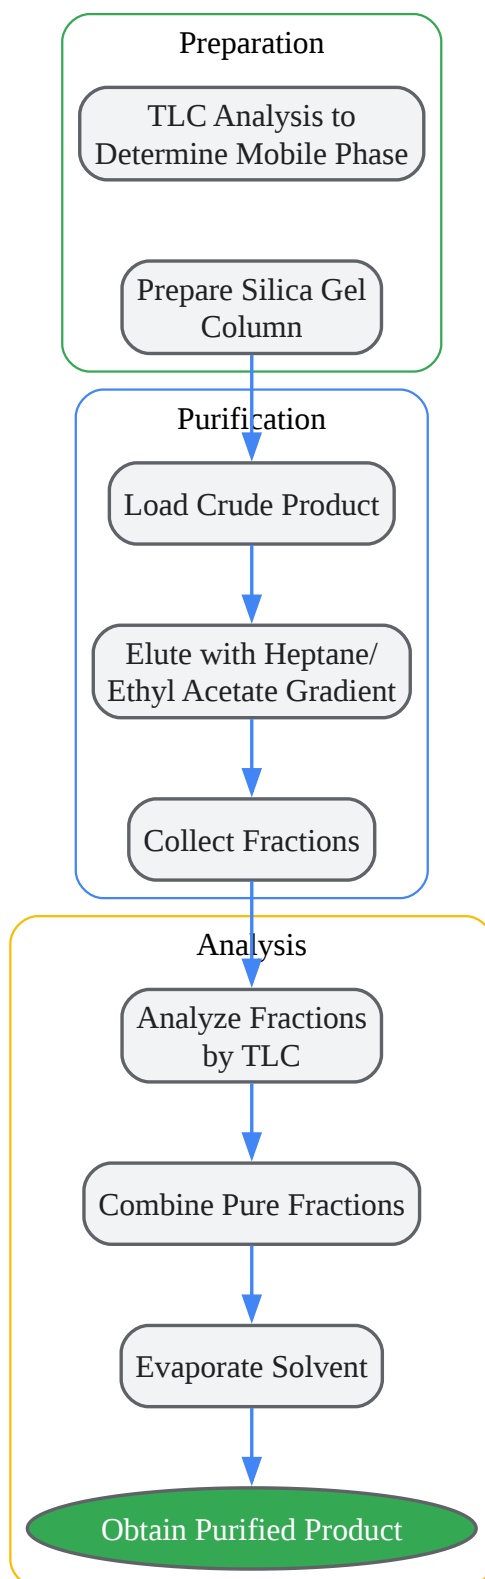 Preparation
TLC Analysis to
Determine Mobile Phase
Prepare Silica Gel
Column
Purification
Load Crude Product
Elute with Heptane/
Ethyl Acetate Gradient
Collect Fractions
Analysis
Analyze Fractions
by TLC
Combine Pure Fractions
Evaporate Solvent
Obtain Purified Product